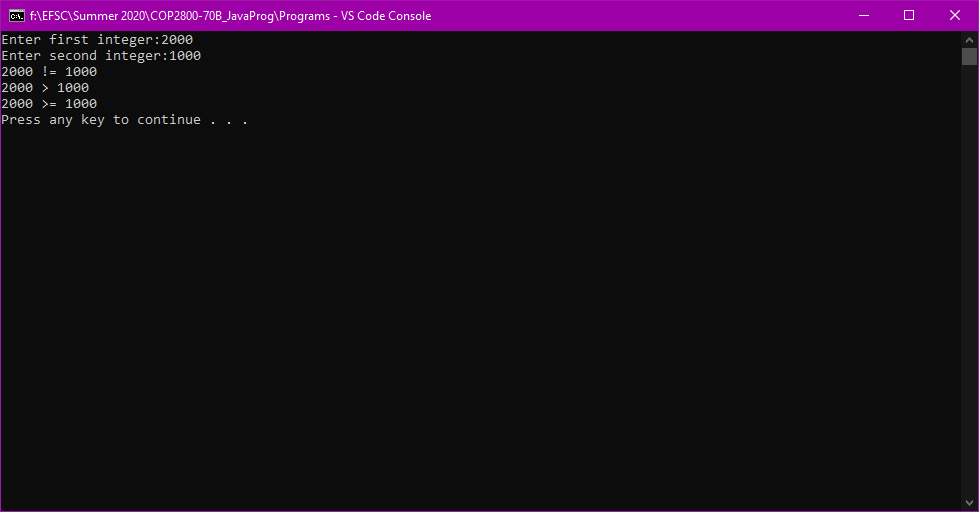 f:\EFSC\Summer 2020\COP2800-70B_JavaProg\Programs - VS Code Console
Enter first integer:2000
Enter second integer:1000
2000 != 1000
2000 > 1000
2000 >= 1000
Press any key to continue . . .